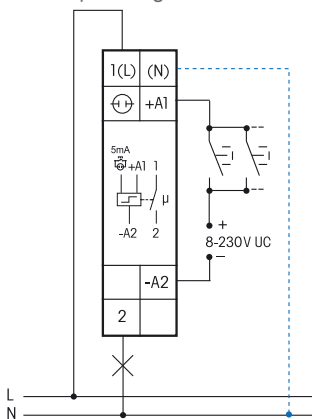 1(L) (N)
+A1
5mA
+A1 1
µ
-A2 2
+
8-230V UC
–
-A2
2
L
N